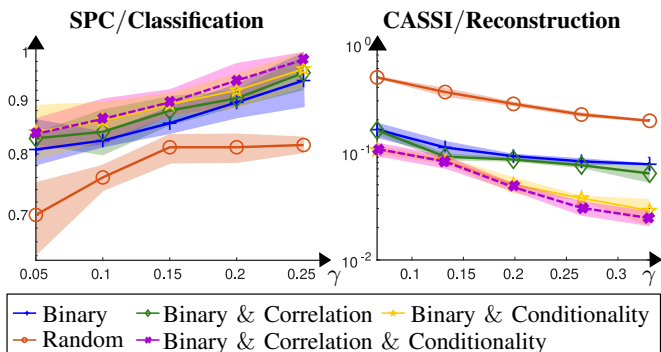 SPC/Classification
CASSI/Reconstruction
1
0.9
0.8
0.7
0.05 0.1 0.15 0.2 0.25 γ
10^0
10^-1
10^-2
0.1 0.2 0.3 γ
Binary Binary & Correlation Binary & Conditionality
Random Binary & Correlation & Conditionality